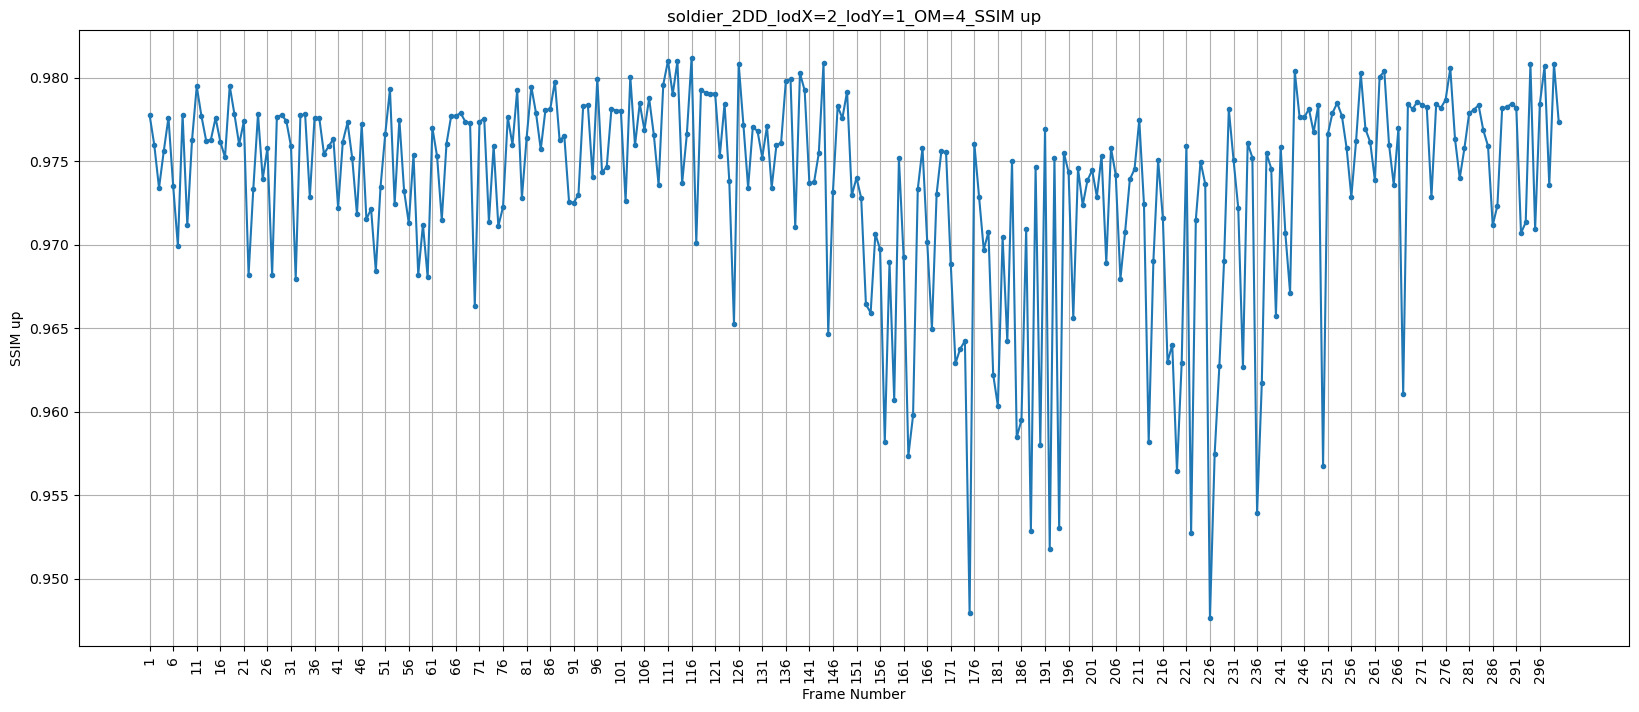 soldier_2DD_lodX=2_lodY=1_OM=4_SSIM up
SSIM up
0.980
0.975
0.970
0.965
0.960
0.955
0.950
1 6 11 16 21 26 31 36 41 46 51 56 61 66 71 76 81 86 91 96 101 106 111 116 121 126 131 136 141 146 151 156 161 166 171 176 181 186 191 196 201 206 211 216 221 226 231 236 241 246 251 256 261 266 271 276 281 286 291 296
Frame Number